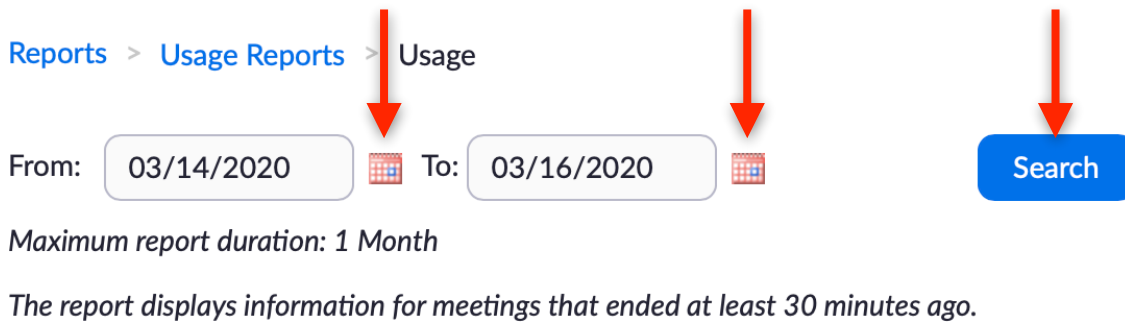 Reports > Usage Reports > Usage
From: 03/14/2020 To: 03/16/2020 Search
Maximum report duration: 1 Month
The report displays information for meetings that ended at least 30 minutes ago.